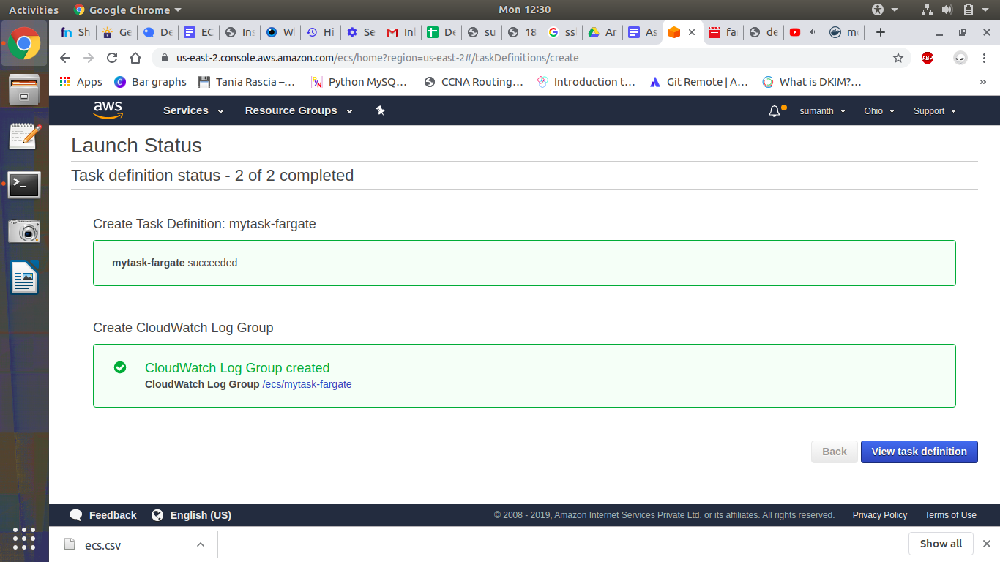 Activities Google Chrome Mon 12:30
Sh Ge De EC Ins Hi Se De su 18 ssl Ar As fa de
us-east-2.console.aws.amazon.com/ecs/home?region=us-east-2#/taskDefinitions/create ABP
Apps Bar graphs Tania Rascia –... Python MySQ... CCNA Routing... Introduction t... Git Remote | A... What is DKIM?... »
aws Services Resource Groups sumanth Ohio Support
Launch Status
Task definition status - 2 of 2 completed
Create Task Definition: mytask-fargate
mytask-fargate succeeded
Create CloudWatch Log Group
CloudWatch Log Group created
CloudWatch Log Group /ecs/mytask-fargate
Back View task definition
Feedback English (US) © 2008 - 2019, Amazon Internet Services Private Ltd. or its affiliates. All rights reserved. Privacy Policy Terms of Use
ecs.csv Show all